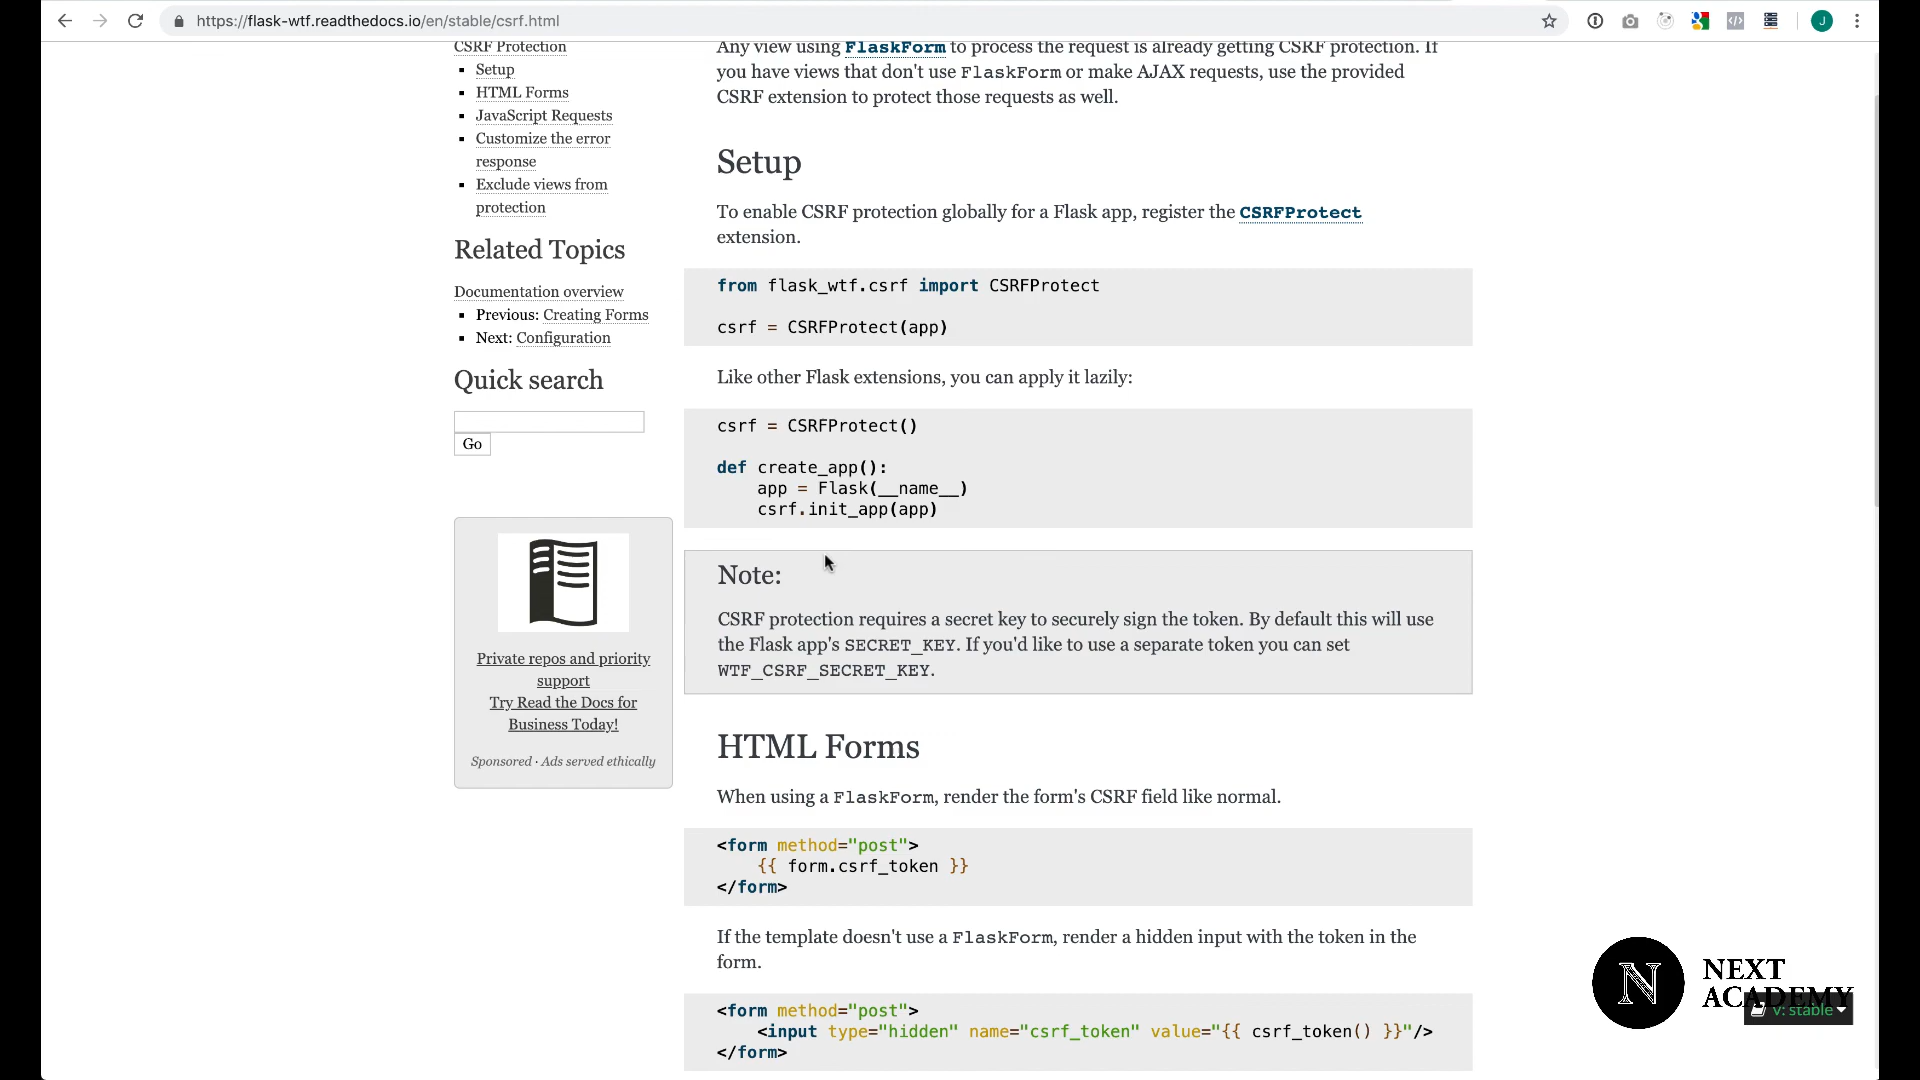 https://flask-wtf.readthedocs.io/en/stable/csrf.html
J
CSRF Protection
Setup
HTML Forms
JavaScript Requests
Customize the error
response
Exclude views from
protection
Related Topics
Documentation overview
Previous: Creating Forms
Next: Configuration
Quick search
Go
Private repos and priority
support
Try Read the Docs for
Business Today!
Sponsored · Ads served ethically
Any view using FlaskForm to process the request is already getting CSRF protection. If
you have views that don't use FlaskForm or make AJAX requests, use the provided
CSRF extension to protect those requests as well.
Setup
To enable CSRF protection globally for a Flask app, register the CSRFProtect
extension.
from flask_wtf.csrf import CSRFProtect
csrf = CSRFProtect(app)
Like other Flask extensions, you can apply it lazily:
csrf = CSRFProtect()
def create_app():
    app = Flask(__name__)
    csrf.init_app(app)
Note:
CSRF protection requires a secret key to securely sign the token. By default this will use
the Flask app's SECRET_KEY. If you'd like to use a separate token you can set
WTF_CSRF_SECRET_KEY.
HTML Forms
When using a FlaskForm, render the form's CSRF field like normal.
<form method="post">
    {{ form.csrf_token }}
</form>
If the template doesn't use a FlaskForm, render a hidden input with the token in the
form.
<form method="post">
    <input type="hidden" name="csrf_token" value="{{ csrf_token() }}"/>
</form>
N
NEXT
ACADEMY
v: stable